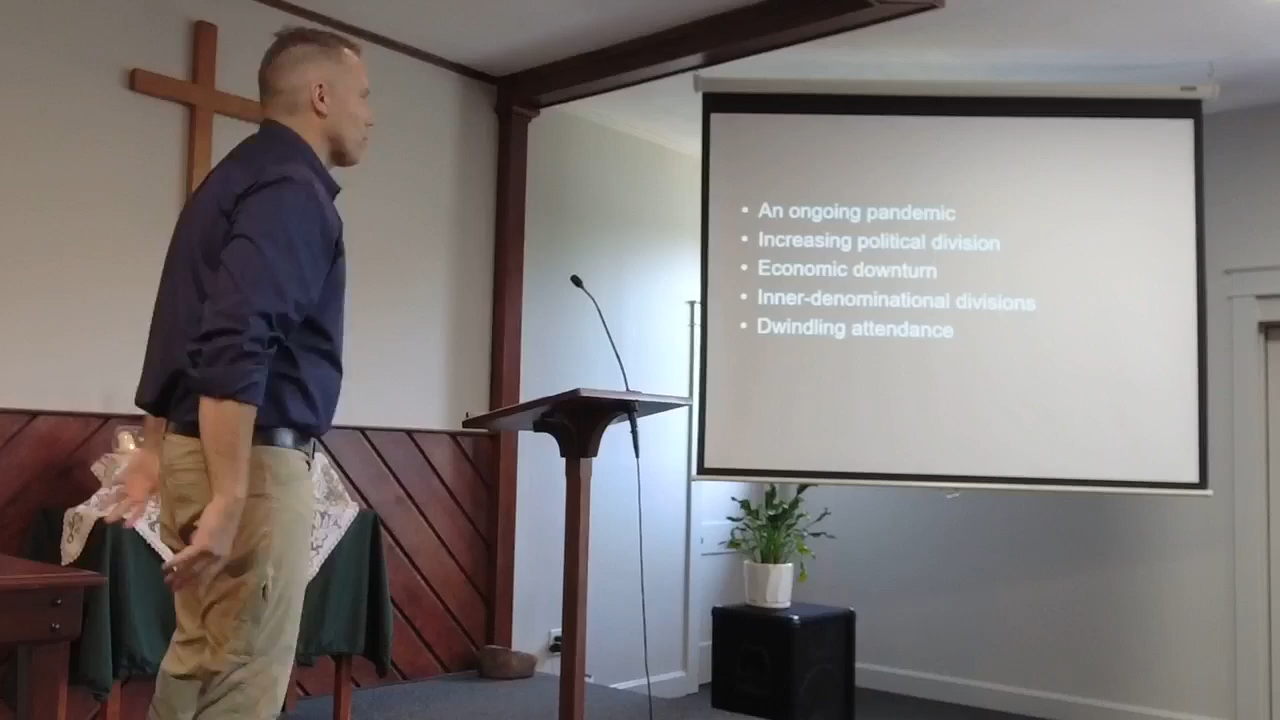 • An ongoing pandemic
• Increasing political division
• Economic downturn
• Inner-denominational divisions
• Dwindling attendance